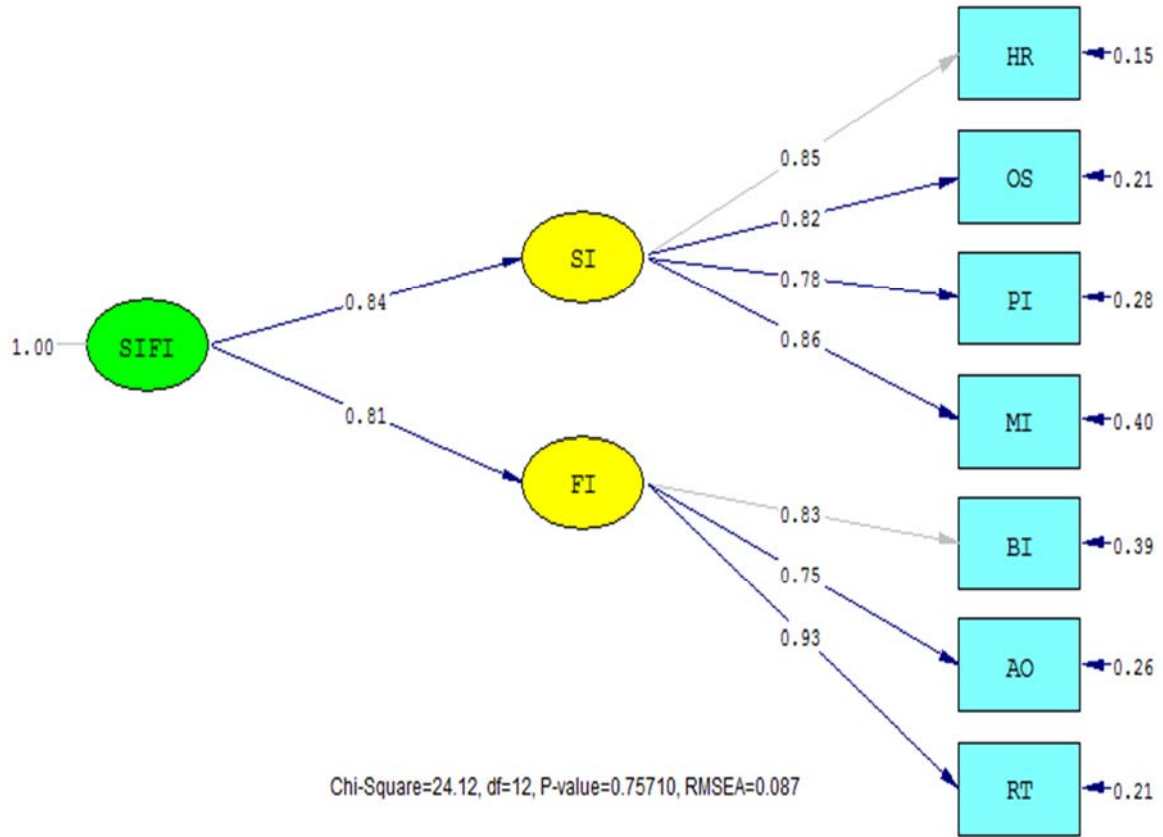 HR
0.15
0.85
OS
0.21
0.82
SI
PI
0.28
0.78
0.84
0.86
1.00
SIFI
MI
0.40
0.81
FI
0.83
BI
0.39
0.75
0.93
AO
0.26
RT
0.21
Chi-Square=24.12, df=12, P-value=0.75710, RMSEA=0.087